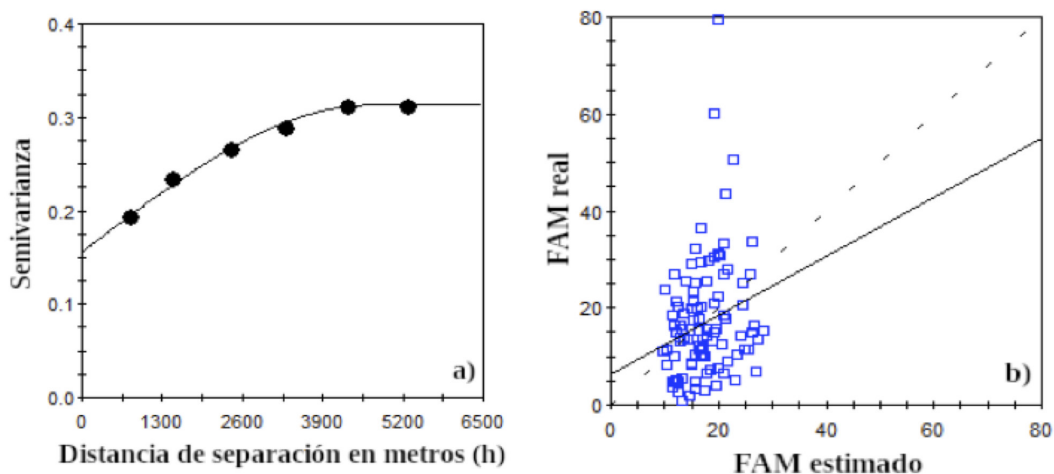 0.4
0.3
0.2
0.1
0.0
Semivarianza
a)
0 1300 2600 3900 5200 6500
Distancia de separación en metros (h)
80
60
40
20
0
FAM real
b)
0 20 40 60 80
FAM estimado